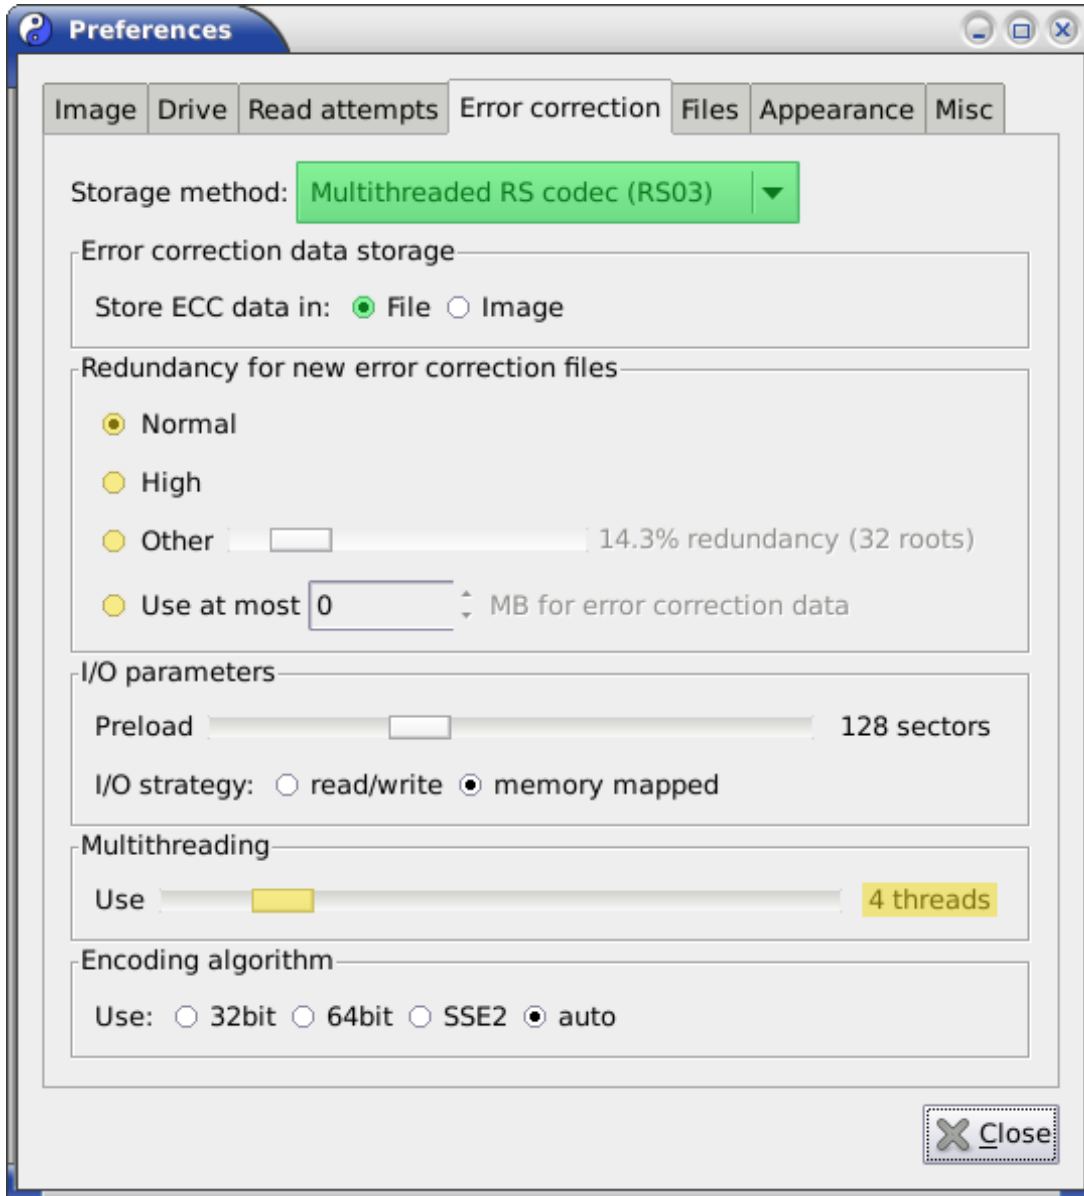 Preferences
Image Drive Read attempts Error correction Files Appearance Misc
Storage method: Multithreaded RS codec (RS03)
Error correction data storage
Store ECC data in: File Image
Redundancy for new error correction files
Normal
High
Other 14.3% redundancy (32 roots)
Use at most 0 MB for error correction data
I/O parameters
Preload 128 sectors
I/O strategy: read/write memory mapped
Multithreading
Use 4 threads
Encoding algorithm
Use: 32bit 64bit SSE2 auto
Close